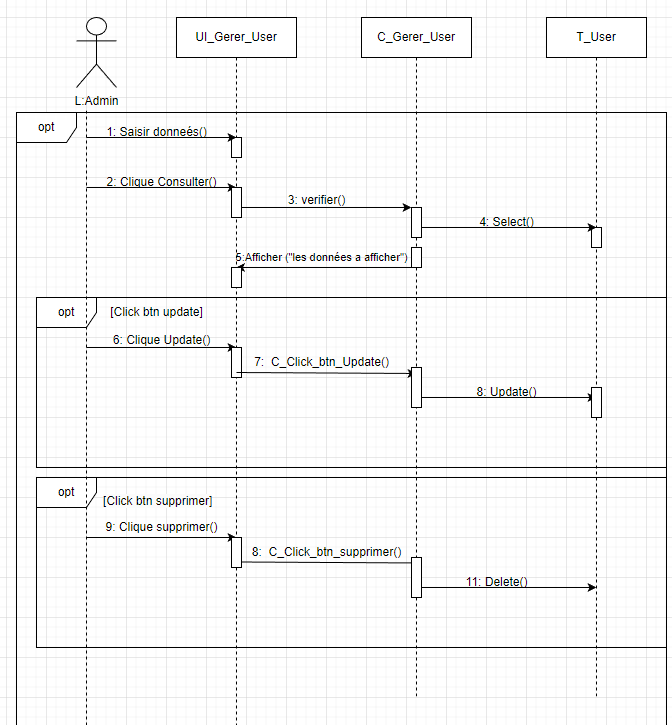 UI_Gerer_User
C_Gerer_User
T_User
L:Admin
opt
1: Saisir donneés()
2: Clique Consulter()
3: verifier()
4: Select()
5:Afficher ("les données a afficher")
opt
[Click btn update]
6: Clique Update()
7: C_Click_btn_Update()
8: Update()
opt
[Click btn supprimer]
9: Clique supprimer()
8: C_Click_btn_supprimer()
11: Delete()